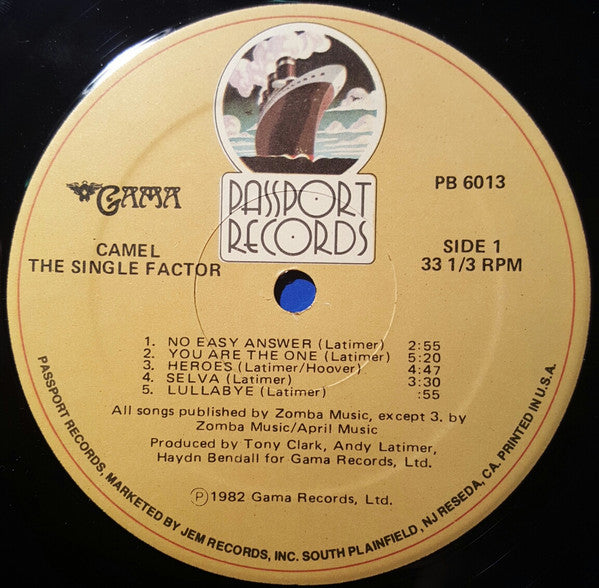 PASSPORT
RECORDS
GAMA
PB 6013
CAMEL
THE SINGLE FACTOR
SIDE 1
33 1/3 RPM
1. NO EASY ANSWER (Latimer) 2:55
2. YOU ARE THE ONE (Latimer) 5:20
3. HEROES (Latimer/Hoover) 4:47
4. SELVA (Latimer) 3:30
5. LULLABYE (Latimer) :55
All songs published by Zomba Music, except 3. by
Zomba Music/April Music
Produced by Tony Clark, Andy Latimer,
Haydn Bendall for Gama Records, Ltd.
Ⓟ1982 Gama Records, Ltd.
PASSPORT RECORDS, MARKETED BY JEM RECORDS, INC. SOUTH PLAINFIELD, NJ RESEDA, CA. PRINTED IN U.S.A.